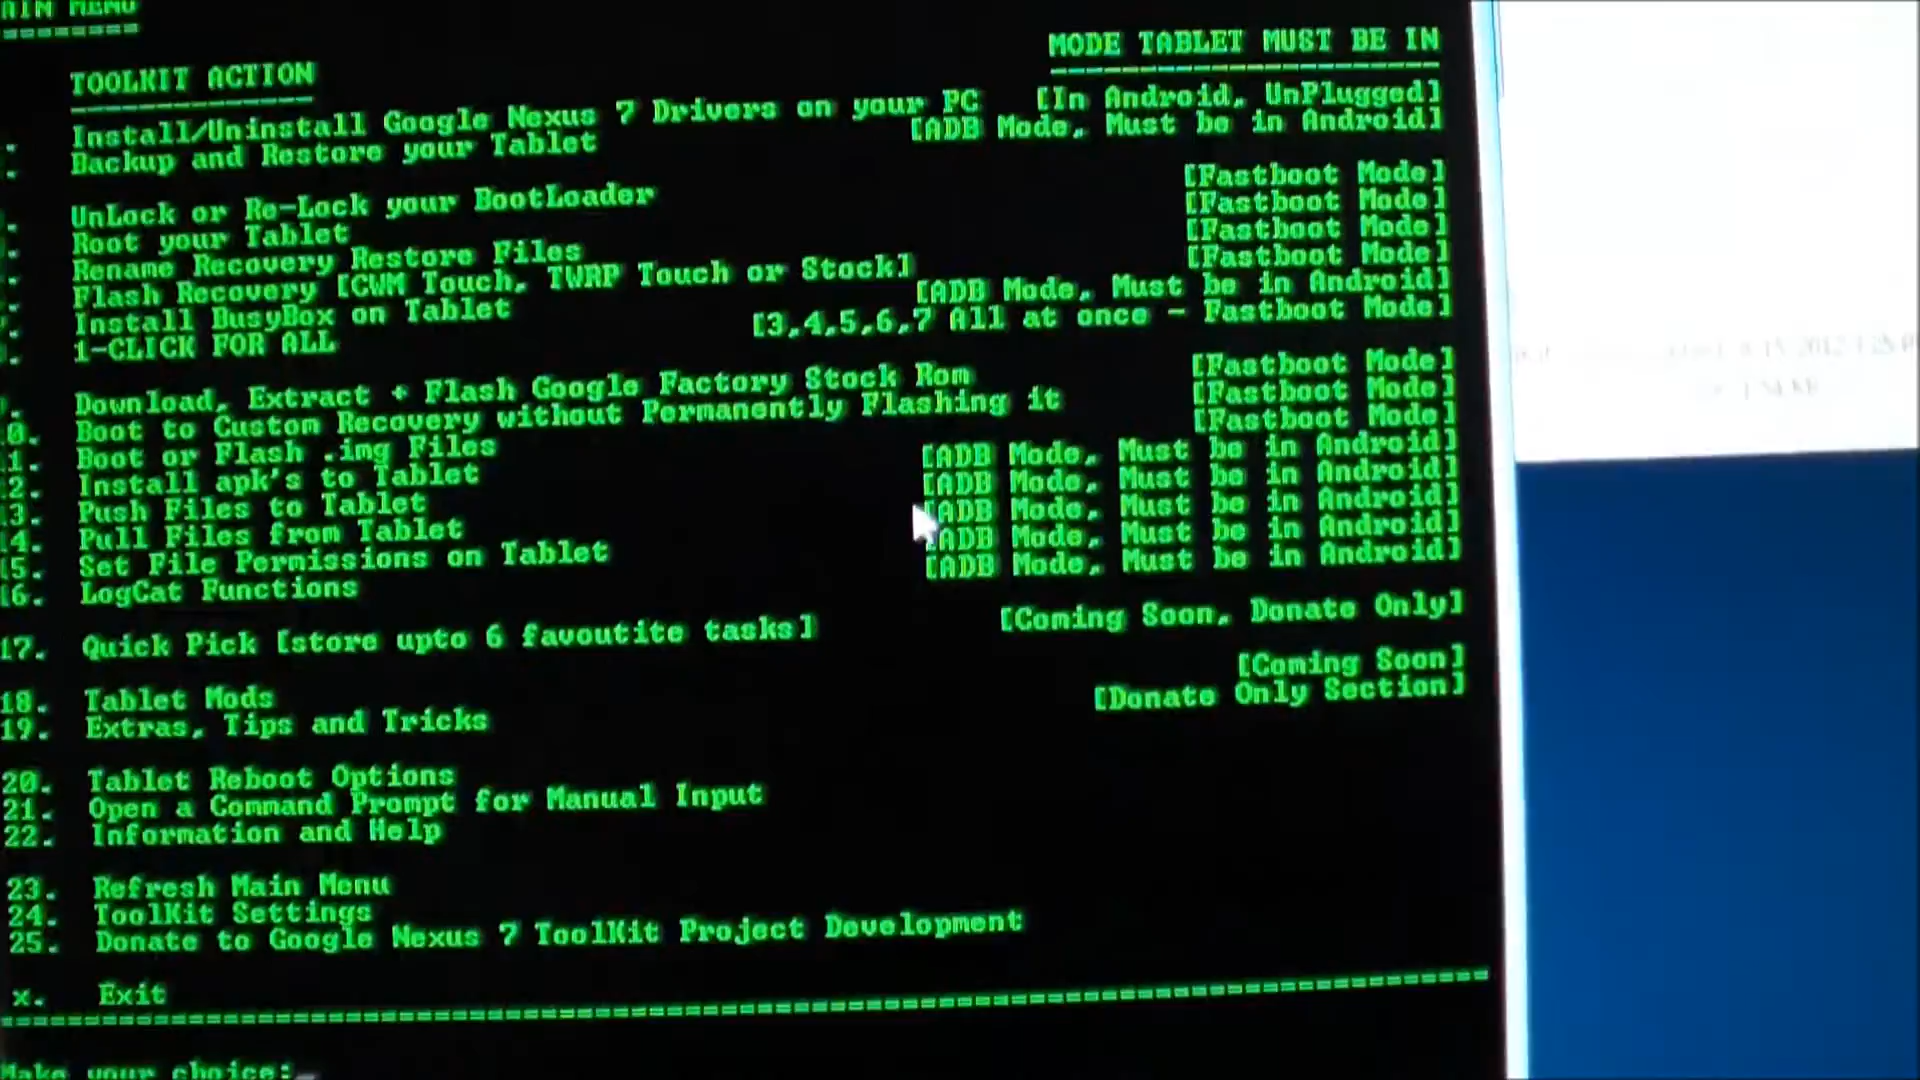 MAIN MENU
========
TOOLKIT ACTION MODE TABLET MUST BE IN
Install/Uninstall Google Nexus 7 Drivers on your PC [In Android, UnPlugged]
Backup and Restore your Tablet [ADB Mode, Must be in Android]
UnLock or Re-Lock your BootLoader [Fastboot Mode]
Root your Tablet [Fastboot Mode]
Rename Recovery Restore Files [Fastboot Mode]
Flash Recovery [CWM Touch, TWRP Touch or Stock] [Fastboot Mode]
Install BusyBox on Tablet [ADB Mode, Must be in Android]
1-CLICK FOR ALL [3,4,5,6,7 All at once - Fastboot Mode]
Download, Extract + Flash Google Factory Stock Rom [Fastboot Mode]
0. Boot to Custom Recovery without Permanently Flashing it [Fastboot Mode]
1. Boot or Flash .img Files [Fastboot Mode]
2. Install apk's to Tablet [ADB Mode, Must be in Android]
3. Push Files to Tablet [ADB Mode, Must be in Android]
14. Pull Files from Tablet [ADB Mode, Must be in Android]
15. Set File Permissions on Tablet [ADB Mode, Must be in Android]
16. LogCat Functions [ADB Mode, Must be in Android]
17. Quick Pick [store upto 6 favoutite tasks] [Coming Soon, Donate Only]
18. Tablet Mods [Coming Soon]
19. Extras, Tips and Tricks [Donate Only Section]
20. Tablet Reboot Options
21. Open a Command Prompt for Manual Input
22. Information and Help
23. Refresh Main Menu
24. ToolKit Settings
25. Donate to Google Nexus 7 ToolKit Project Development
x. Exit
Make your choice:_